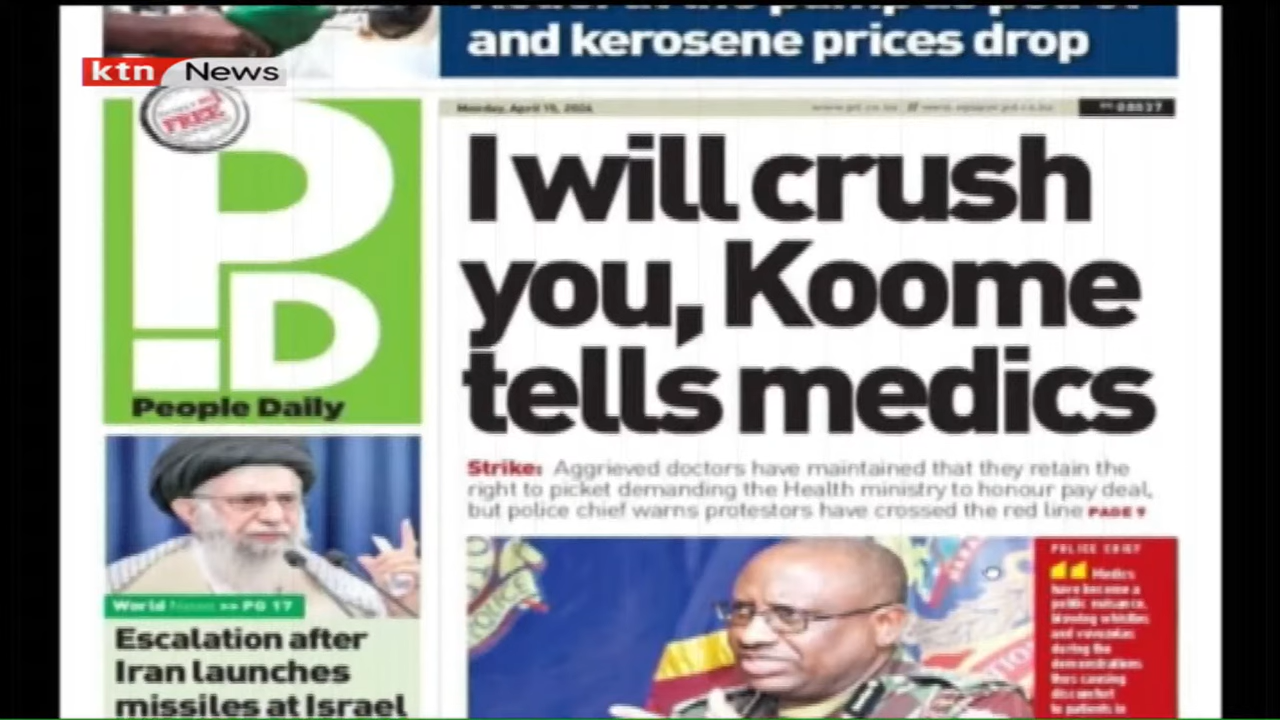 and kerosene prices drop
ktn News
FREE
Monday, April 15, 2024
I will crush
you, Koome
tells medics
PD
People Daily
Strike: Aggrieved doctors have maintained that they retain the
right to picket demanding the Health ministry to honour pay deal,
but police chief warns protestors have crossed the red line PAGE 9
World News >> PG 17
Escalation after
Iran launches
missiles at Israel
POLICE CHIEF
Medics
have become a
public nuisance,
blowing whistles
and vuvuzelas
during the
demonstrations
thus causing
discomfort
to patients in